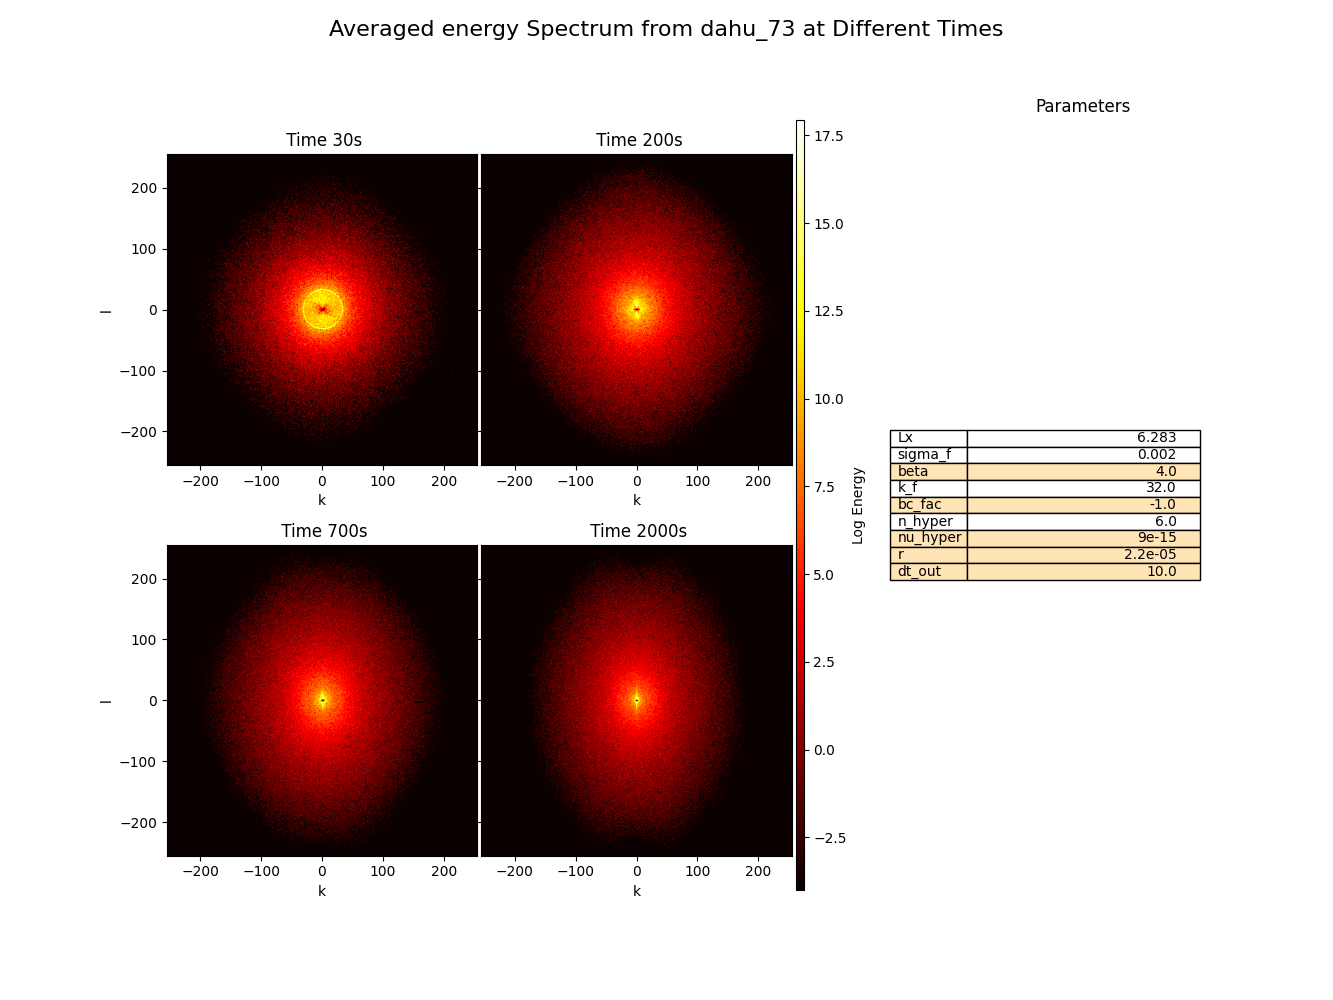 Averaged energy Spectrum from dahu_73 at Different Times
Parameters
Time 30s
Time 200s
200
100
0
−100
−200
l
−200 −100 0 100 200
k
−200 −100 0 100 200
k
Time 700s
Time 2000s
200
100
0
−100
−200
l
−200 −100 0 100 200
k
−200 −100 0 100 200
k
17.5
15.0
12.5
10.0
7.5
5.0
2.5
0.0
−2.5
Log Energy
Lx 6.283
sigma_f 0.002
beta 4.0
k_f 32.0
bc_fac -1.0
n_hyper 6.0
nu_hyper 9e-15
r 2.2e-05
dt_out 10.0